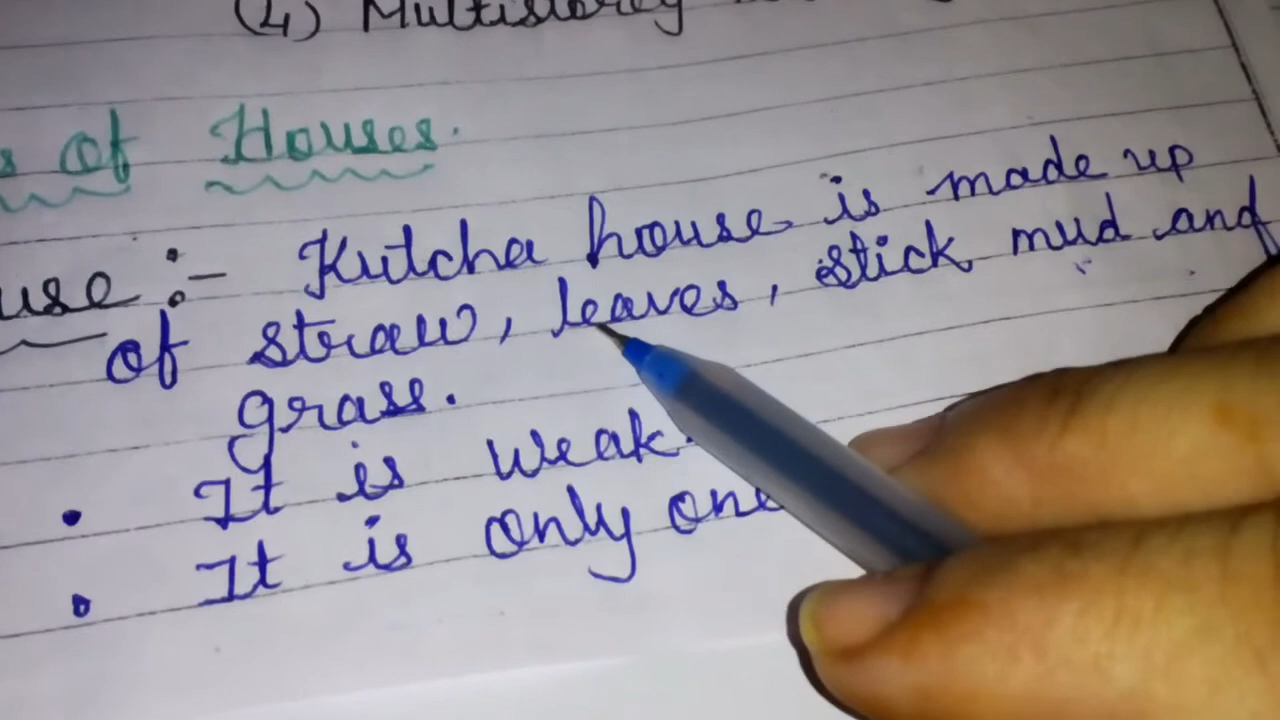 (4) Multistorey
of Houses.
use :- Kutcha house is made up
of straw, leaves, stick mud and
grass.
It is weak.
It is only one